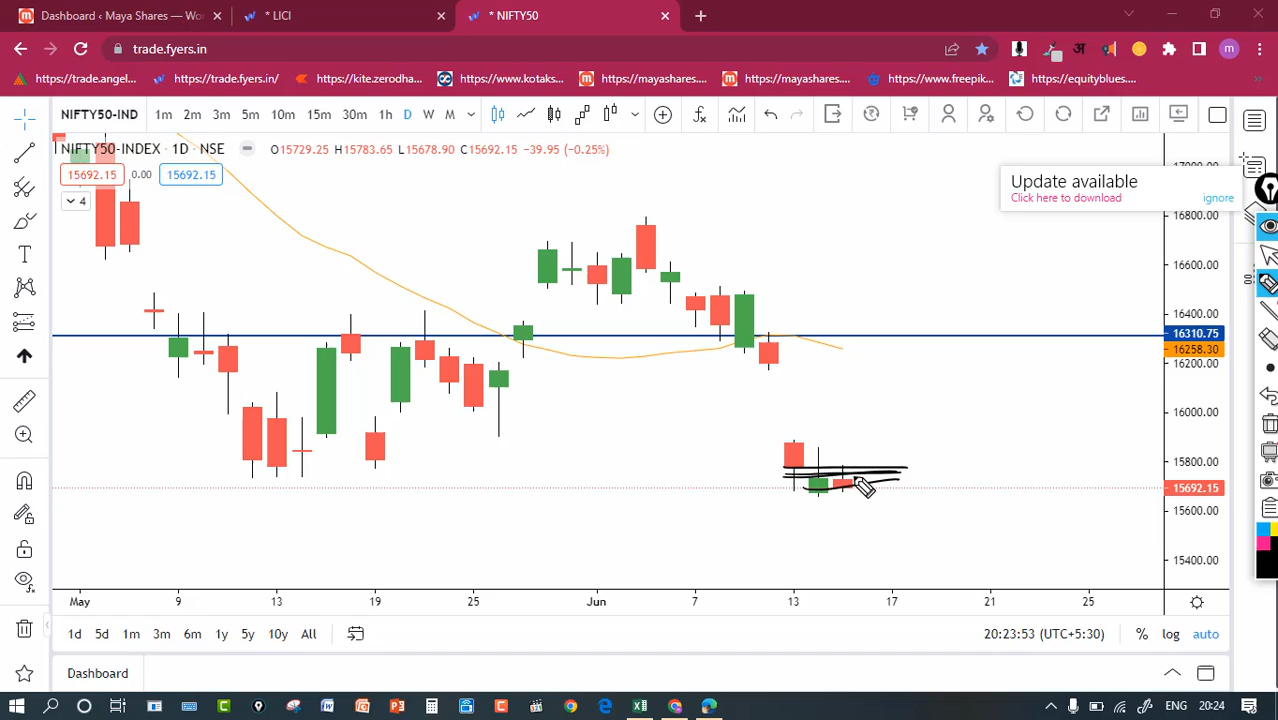 Dashboard ‹ Maya Shares — Wor
* LICI
* NIFTY50
trade.fyers.in
अ
m
https://trade.angel...
https://trade.fyers.in/
https://kite.zerodha...
https://www.kotaks...
https://mayashares....
https://mayashares....
https://www.freepik...
https://equityblues....
NIFTY50-IND
1m 2m 3m 5m 10m 15m 30m 1h D W M
NIFTY50-INDEX • 1D • NSE
O15729.25 H15783.65 L15678.90 C15692.15 −39.95 (−0.25%)
15692.15 0.00 15692.15
4
Update available
Click here to download
ignore
17000.00
16800.00
16600.00
16400.00
16310.75
16258.30
16200.00
16000.00
15800.00
15692.15
15600.00
15400.00
May 9 13 19 25 Jun 7 13 17 21 25
1d 5d 1m 3m 6m 1y 5y 10y All
20:23:53 (UTC+5:30)
% log auto
Dashboard
ENG 20:24